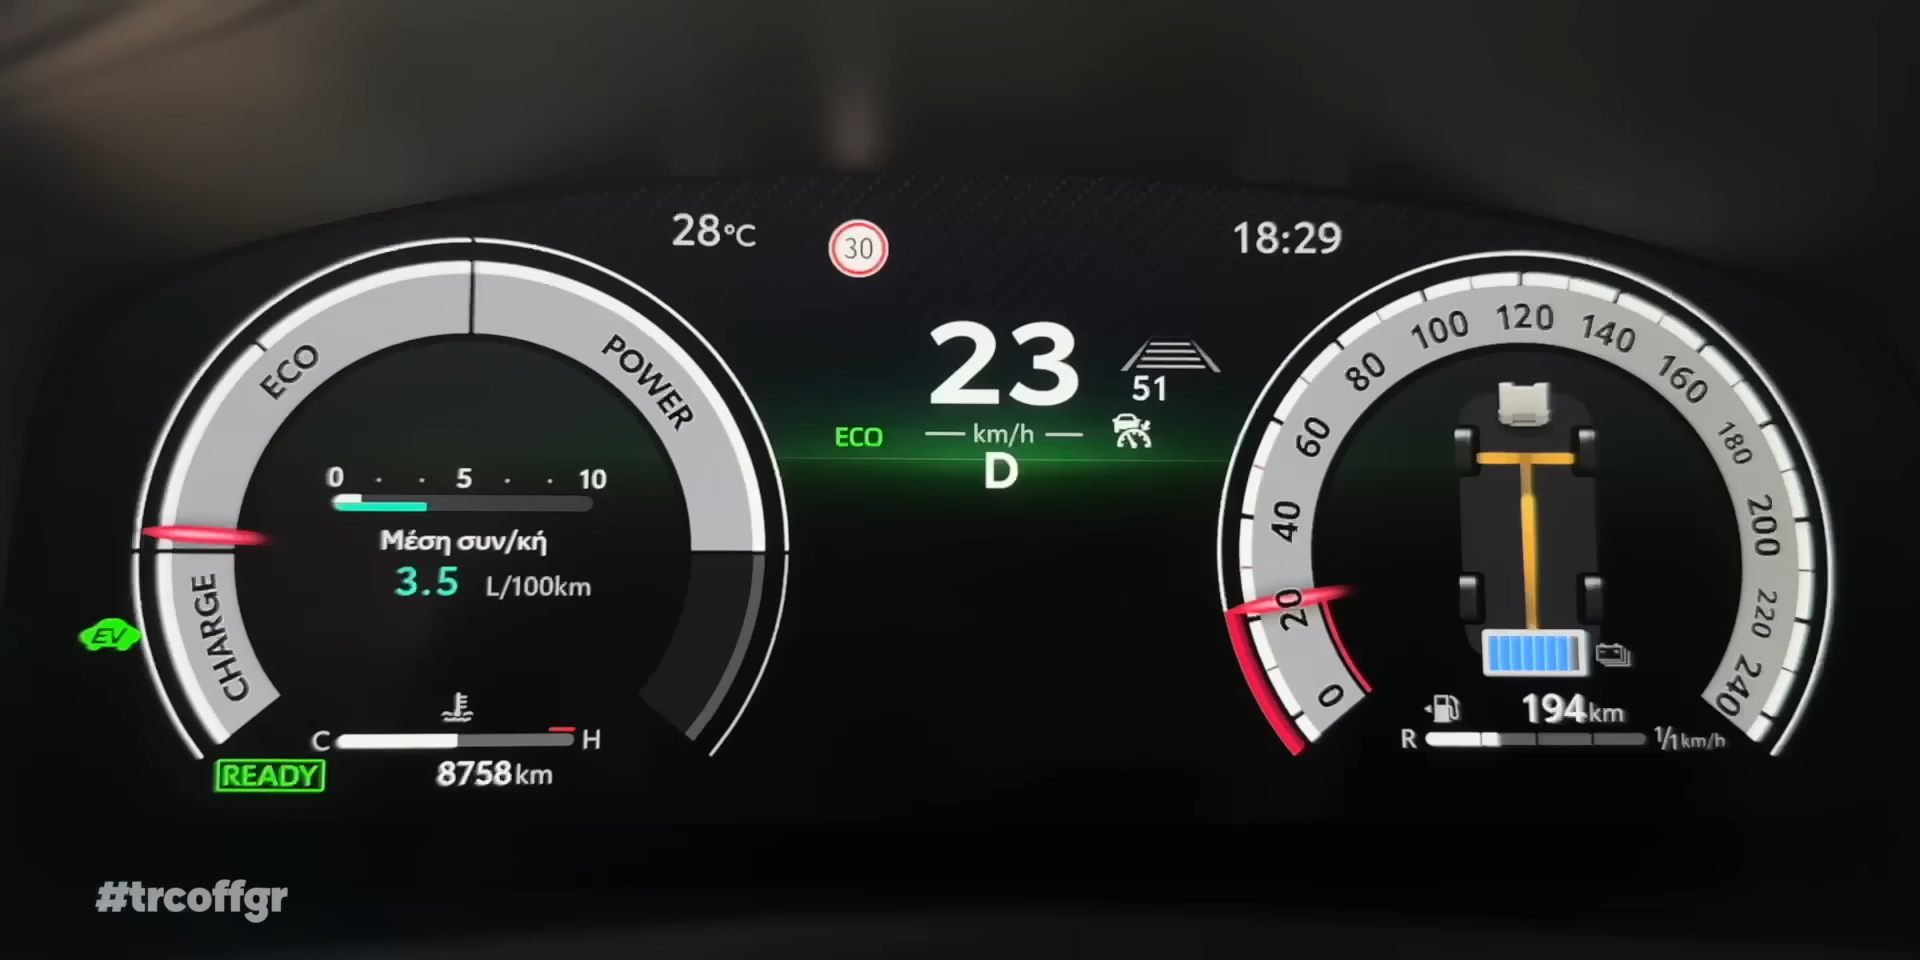 28°C
30
18:29
23
51
ECO
km/h
D
ECO
POWER
CHARGE
0 5 10
Μέση συν/κή
3.5 L/100km
EV
C H
READY
8758km
0 20 40 60 80 100 120 140 160 180 200 220 240
194km
R 1/1km/h
#trcoffgr